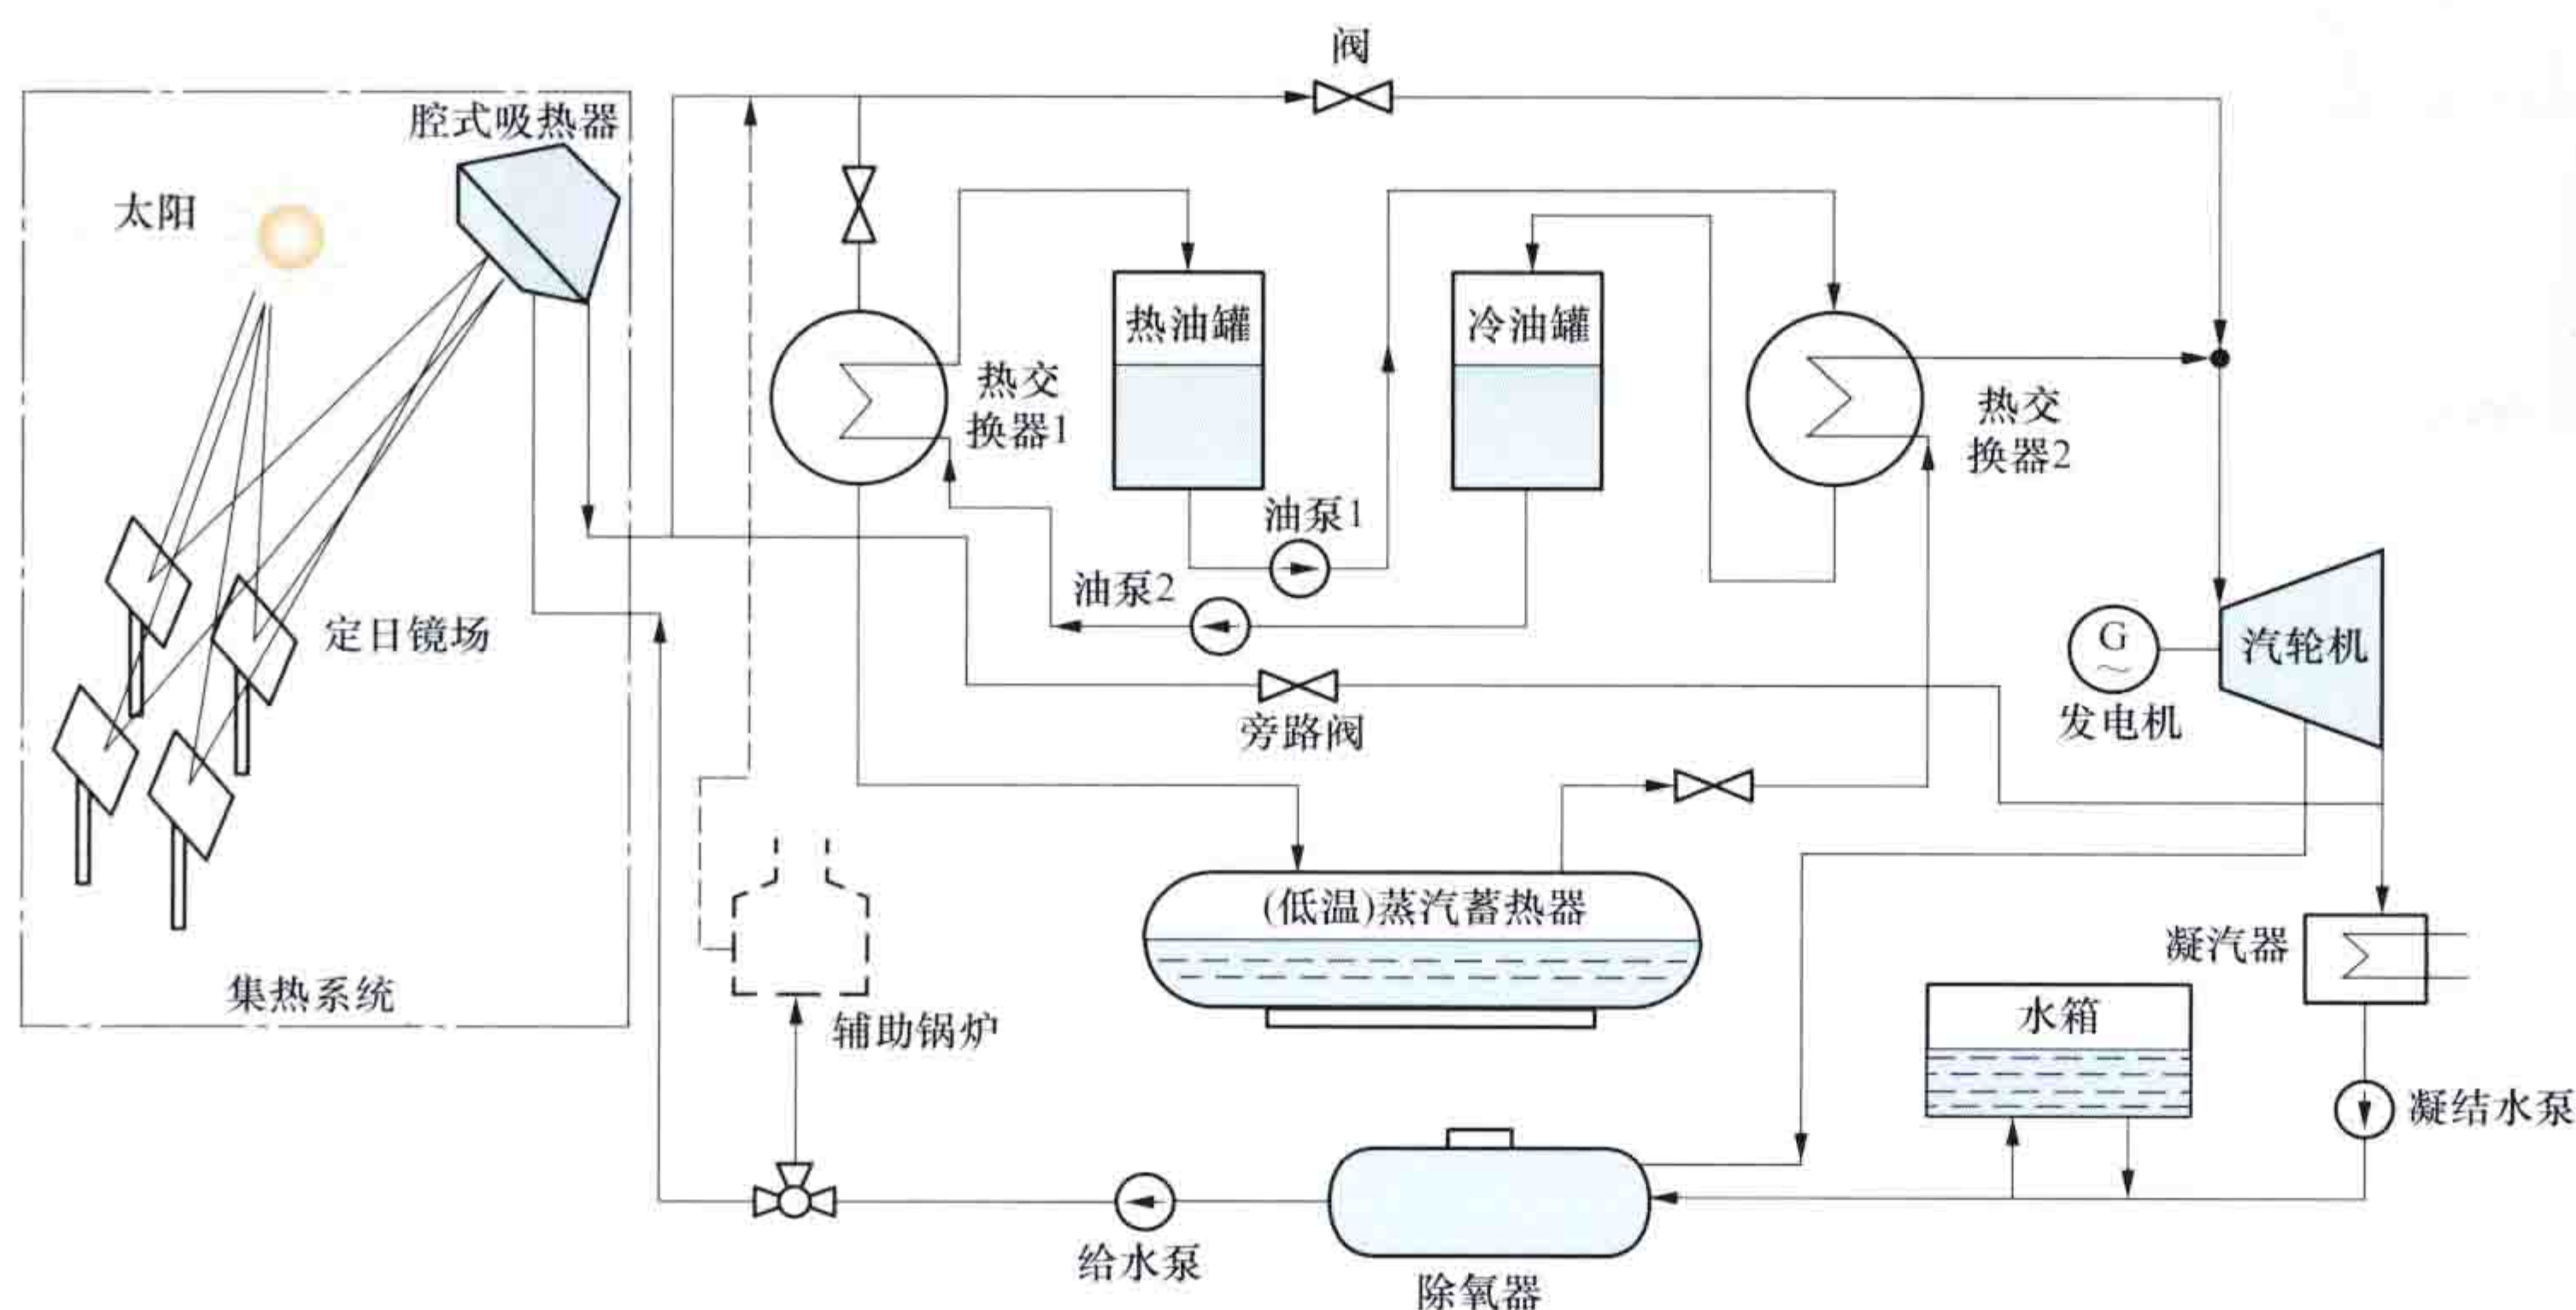 阀
腔式吸热器
太阳
热油罐
冷油罐
热交
换器1
热交
换器2
油泵1
油泵2
定日镜场
G
~
汽轮机
发电机
旁路阀
(低温)蒸汽蓄热器
凝汽器
集热系统
辅助锅炉
水箱
凝结水泵
给水泵
除氧器